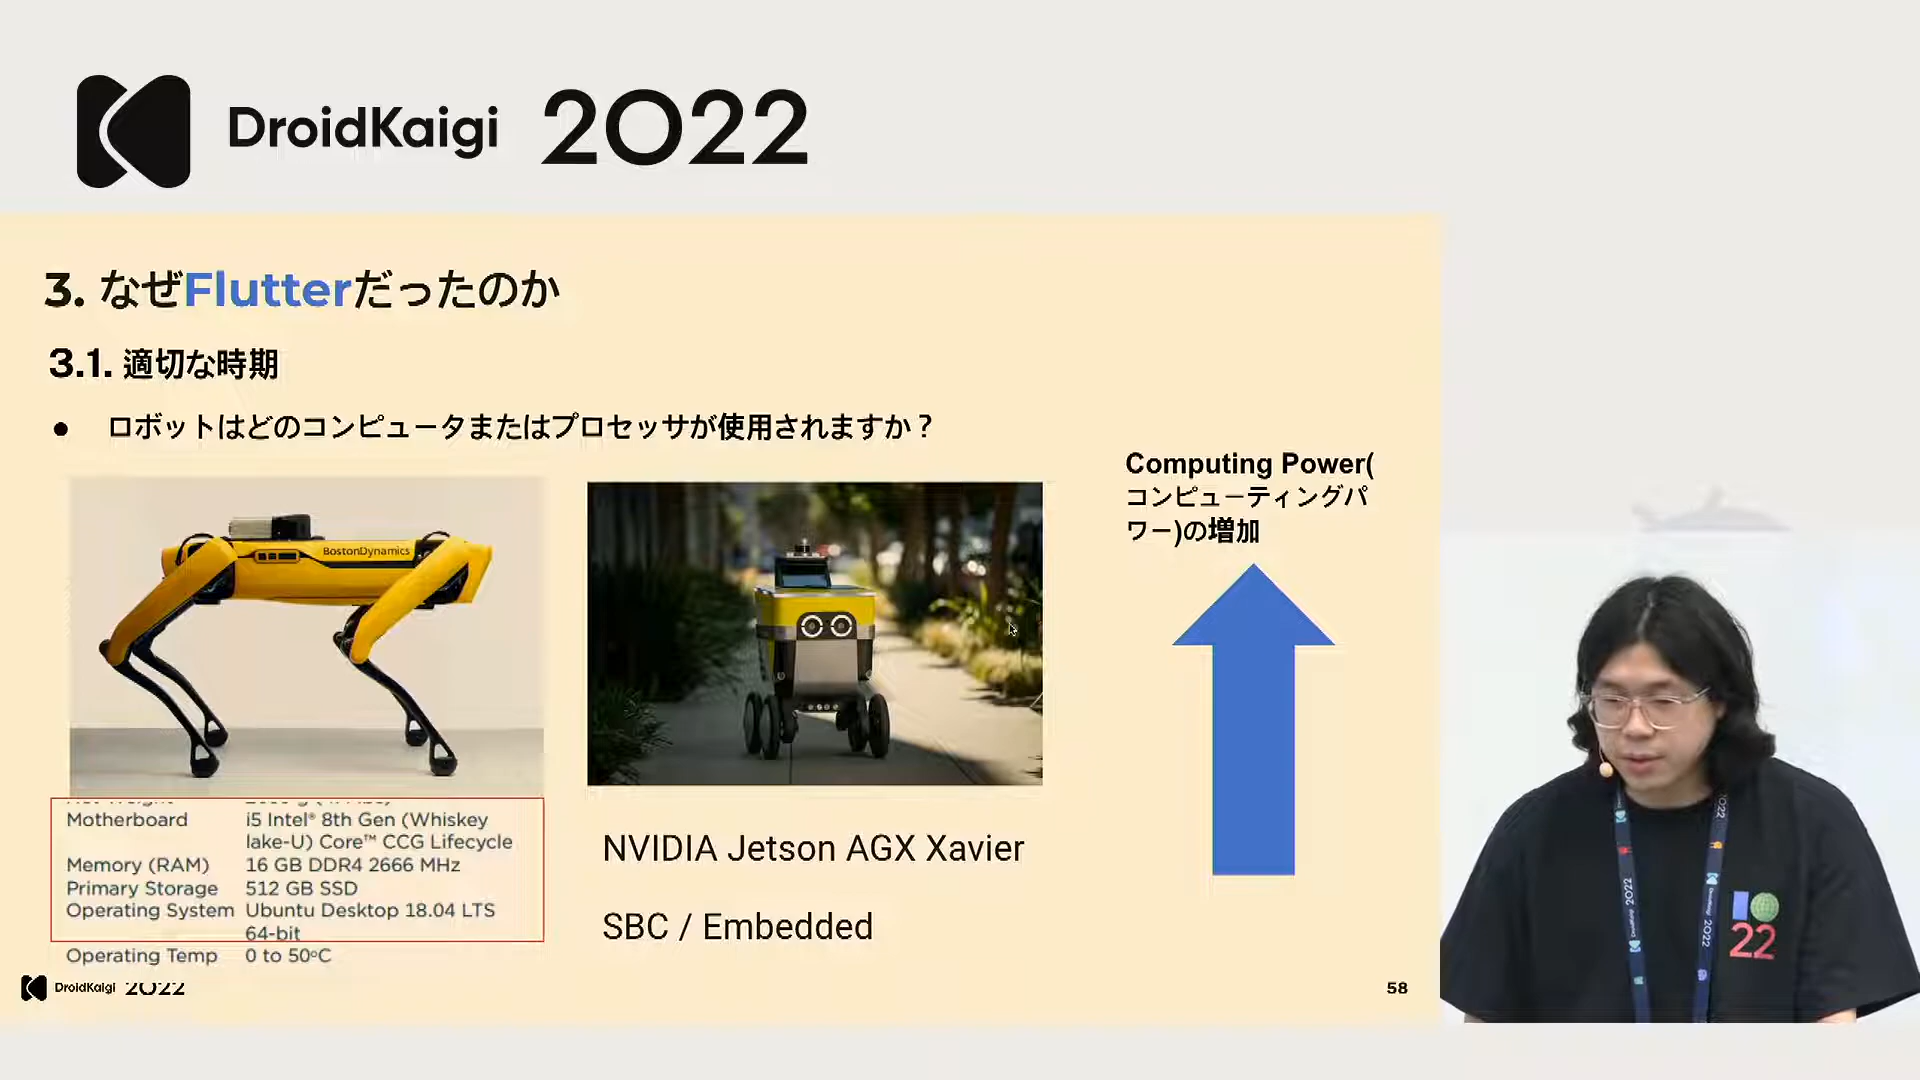 DroidKaigi 2022
3. なぜFlutterだったのか
3.1. 適切な時期
● ロボットはどのコンピュータまたはプロセッサが使用されますか？
Computing Power(
コンピューティングパ
ワー)の増加
BostonDynamics
Motherboard i5 Intel® 8th Gen (Whiskey
lake-U) Core™ CCG Lifecycle
Memory (RAM) 16 GB DDR4 2666 MHz
Primary Storage 512 GB SSD
Operating System Ubuntu Desktop 18.04 LTS
64-bit
Operating Temp 0 to 50ºC
NVIDIA Jetson AGX Xavier
SBC / Embedded
DroidKaigi 2022
58
2022
2022
22